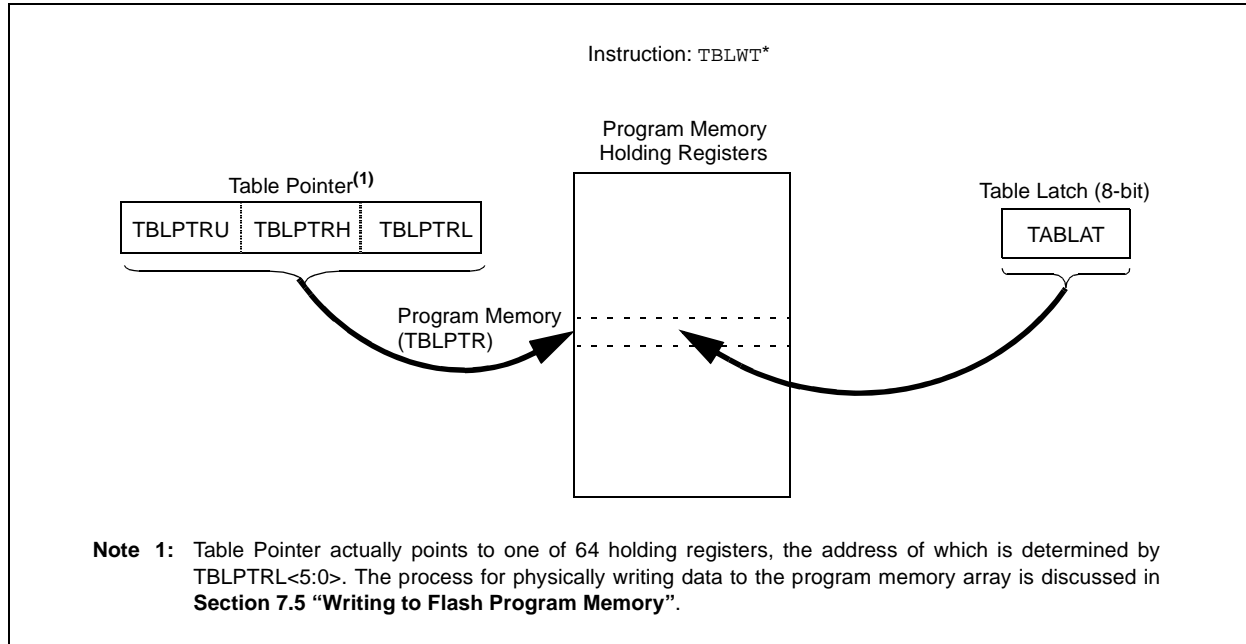 Instruction: TBLWT*
Program Memory
Holding Registers
Table Pointer(1)
Table Latch (8-bit)
TBLPTRU TBLPTRH TBLPTRL
TABLAT
Program Memory
(TBLPTR)
Note 1: Table Pointer actually points to one of 64 holding registers, the address of which is determined by
TBLPTRL<5:0>. The process for physically writing data to the program memory array is discussed in
Section 7.5 “Writing to Flash Program Memory”.